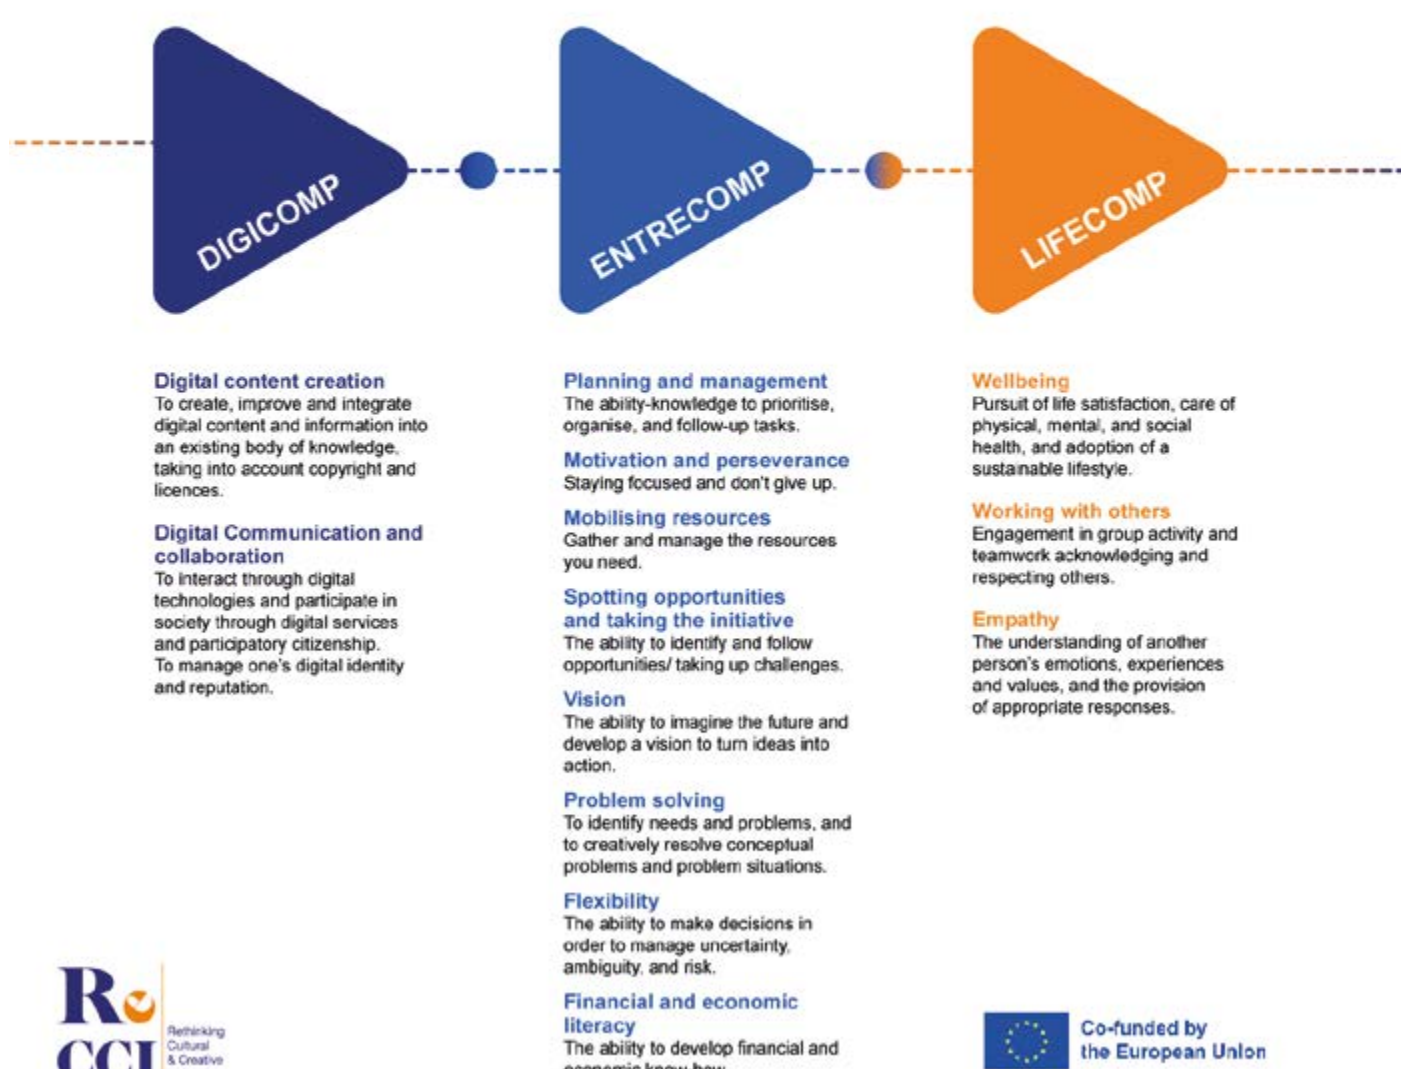 DIGICOMP
ENTRECOMP
LIFECOMP
Digital content creation
To create, improve and integrate
digital content and information into
an existing body of knowledge,
taking into account copyright and
licences.
Digital Communication and
collaboration
To interact through digital
technologies and participate in
society through digital services
and participatory citizenship.
To manage one's digital identity
and reputation.
Planning and management
The ability-knowledge to prioritise,
organise, and follow-up tasks.
Motivation and perseverance
Staying focused and don't give up.
Mobilising resources
Gather and manage the resources
you need.
Spotting opportunities
and taking the initiative
The ability to identify and follow
opportunities/ taking up challenges.
Vision
The ability to imagine the future and
develop a vision to turn ideas into
action.
Problem solving
To identify needs and problems, and
to creatively resolve conceptual
problems and problem situations.
Flexibility
The ability to make decisions in
order to manage uncertainty,
ambiguity, and risk.
Financial and economic
literacy
The ability to develop financial and
economic know-how
Wellbeing
Pursuit of life satisfaction, care of
physical, mental, and social
health, and adoption of a
sustainable lifestyle.
Working with others
Engagement in group activity and
teamwork acknowledging and
respecting others.
Empathy
The understanding of another
person's emotions, experiences
and values, and the provision
of appropriate responses.
Re
CCI
Rethinking
Cultural
& Creative
Co-funded by
the European Union